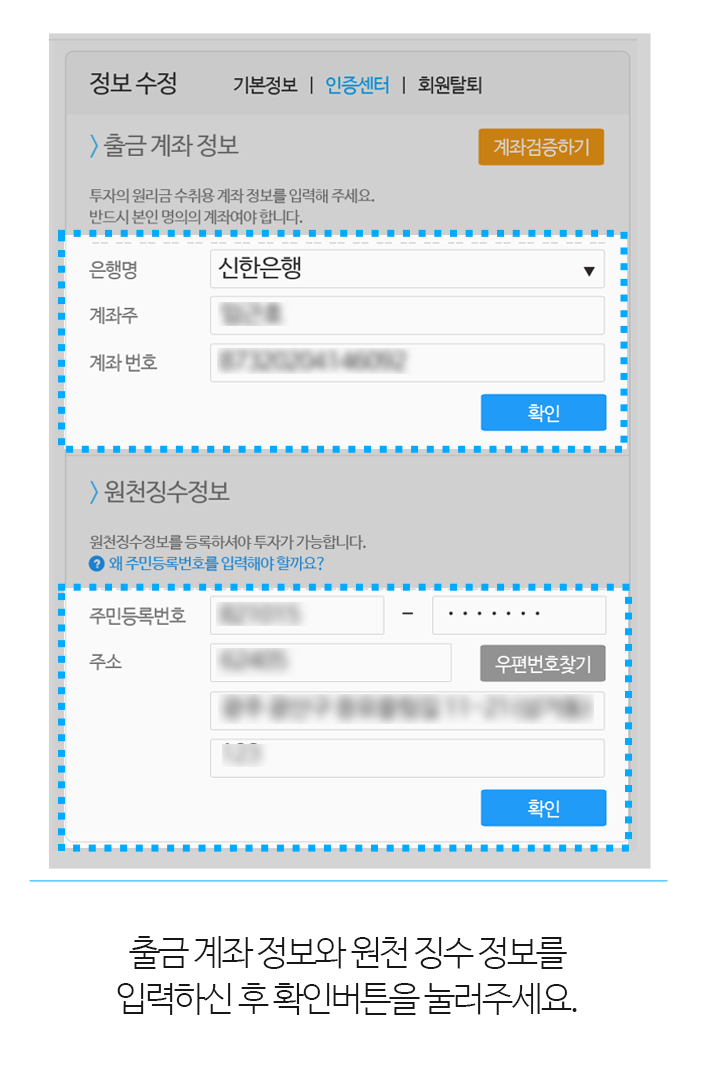 정보 수정
기본정보 | 인증센터 | 회원탈퇴
〉출금 계좌 정보
계좌검증하기
투자의 원리금 수취용 계좌 정보를 입력해 주세요.
반드시 본인 명의의 계좌여야 합니다.
은행명
신한은행 ▼
계좌주
계좌 번호
확인
〉원천징수정보
원천징수정보를 등록하셔야 투자가 가능합니다.
? 왜 주민등록번호를 입력해야 할까요?
주민등록번호
– ·······
주소
우편번호찾기
확인
출금 계좌 정보와 원천 징수 정보를
입력하신 후 확인버튼을 눌러주세요.